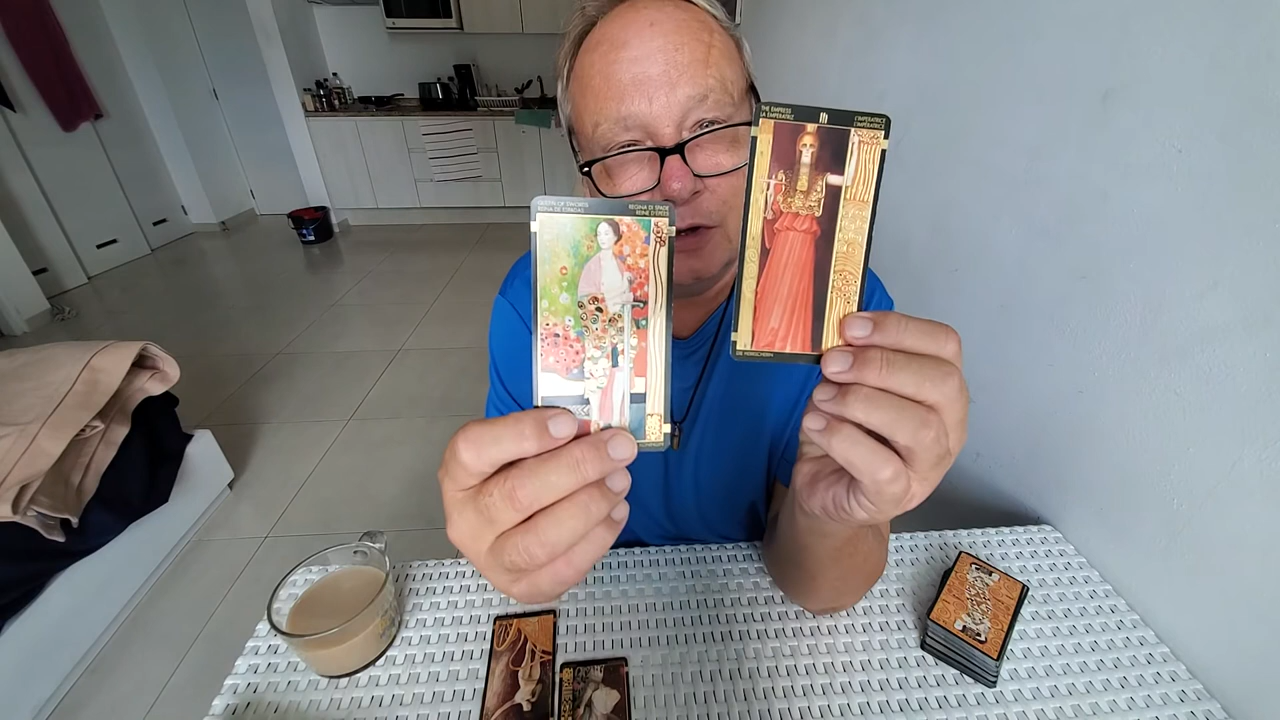 QUEEN OF SWORDS
REINA DE ESPADAS
REGINA DI SPADE
REINE D'ÉPÉES
THE EMPRESS
LA EMPERATRIZ
III
L'IMPERATRICE
L'IMPÉRATRICE
DIE HERRSCHERIN